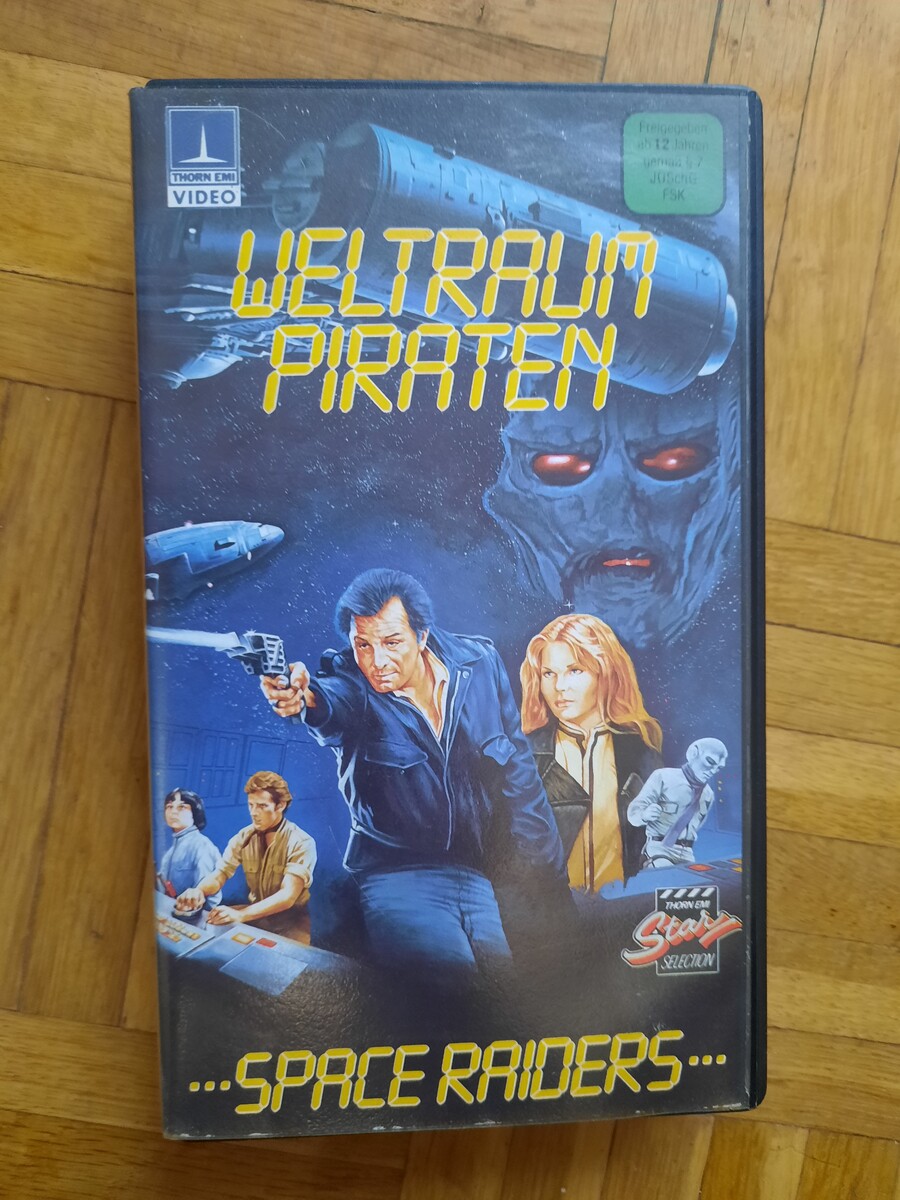 THORN EMI
VIDEO
Freigegeben
ab 12 Jahren
gemäß § 7
JÖSchG
FSK
WELTRAUM
PIRATEN
THORN EMI
Star
SELECTION
...SPACE RAIDERS...